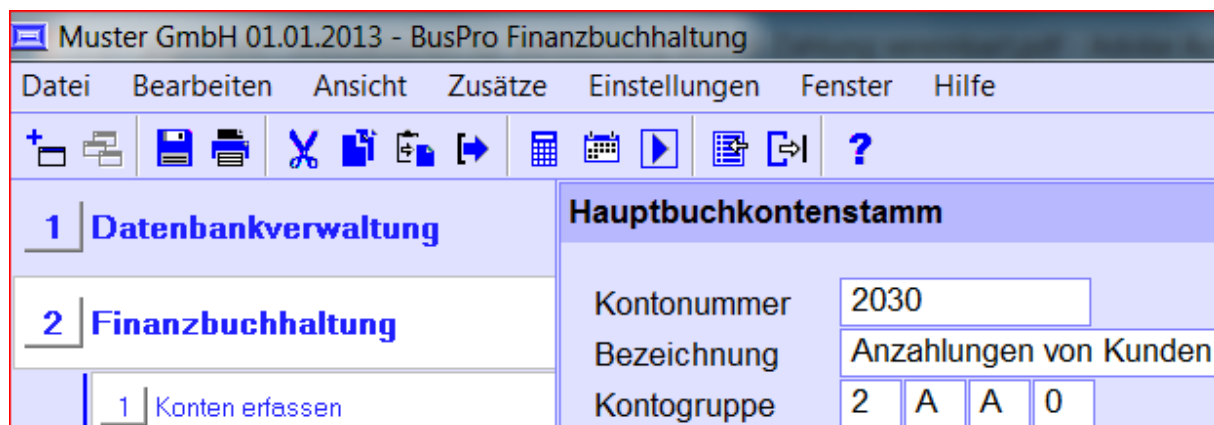 Muster GmbH 01.01.2013 - BusPro Finanzbuchhaltung
Datei Bearbeiten Ansicht Zusätze Einstellungen Fenster Hilfe
?
1 Datenbankverwaltung
2 Finanzbuchhaltung
1 Konten erfassen
Hauptbuchkontenstamm
Kontonummer 2030
Bezeichnung Anzahlungen von Kunden
Kontogruppe 2 A A 0